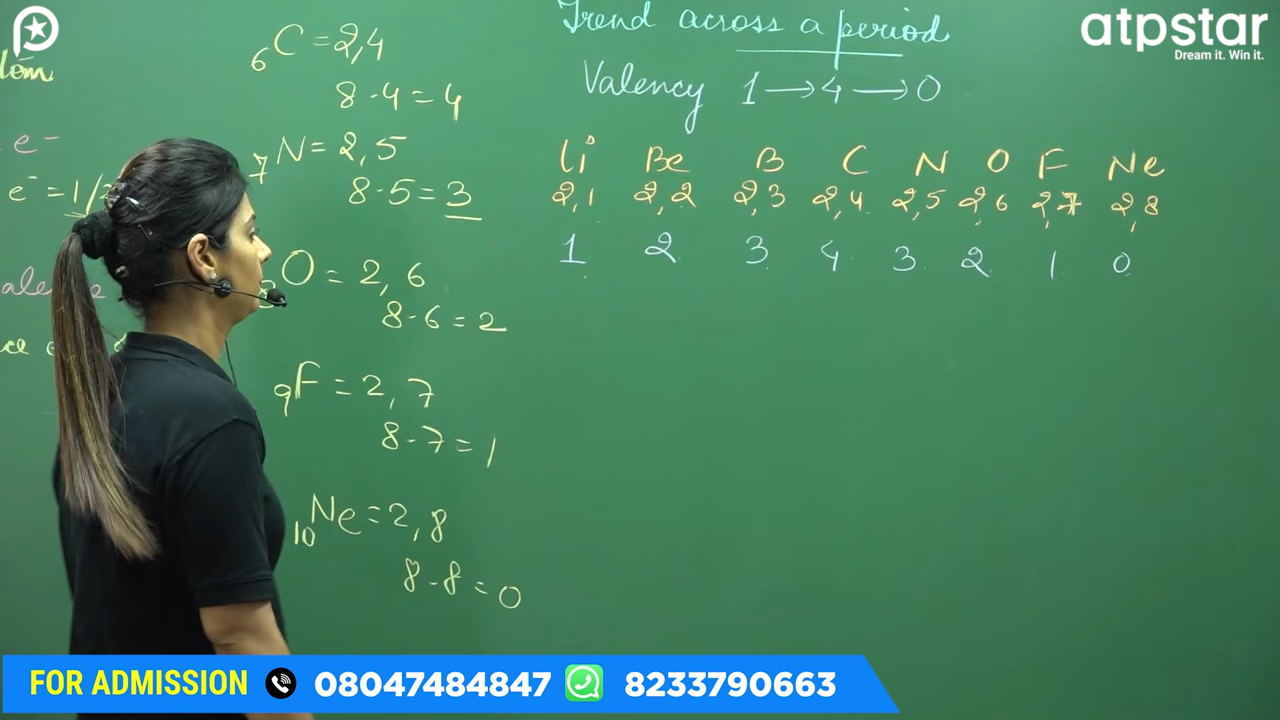 atpstar
Dream it. Win it.
e-
e- = 1/
6C = 2,4
8-4 = 4
7N = 2,5
8-5 = 3
O = 2,6
8-6 = 2
9F = 2,7
8-7 = 1
10Ne = 2,8
8-8 = 0
Trend across a period
Valency 1 → 4 → 0
Li Be B C N O F Ne
2,1 2,2 2,3 2,4 2,5 2,6 2,7 2,8
1 2 3 4 3 2 1 0
FOR ADMISSION 08047484847 8233790663